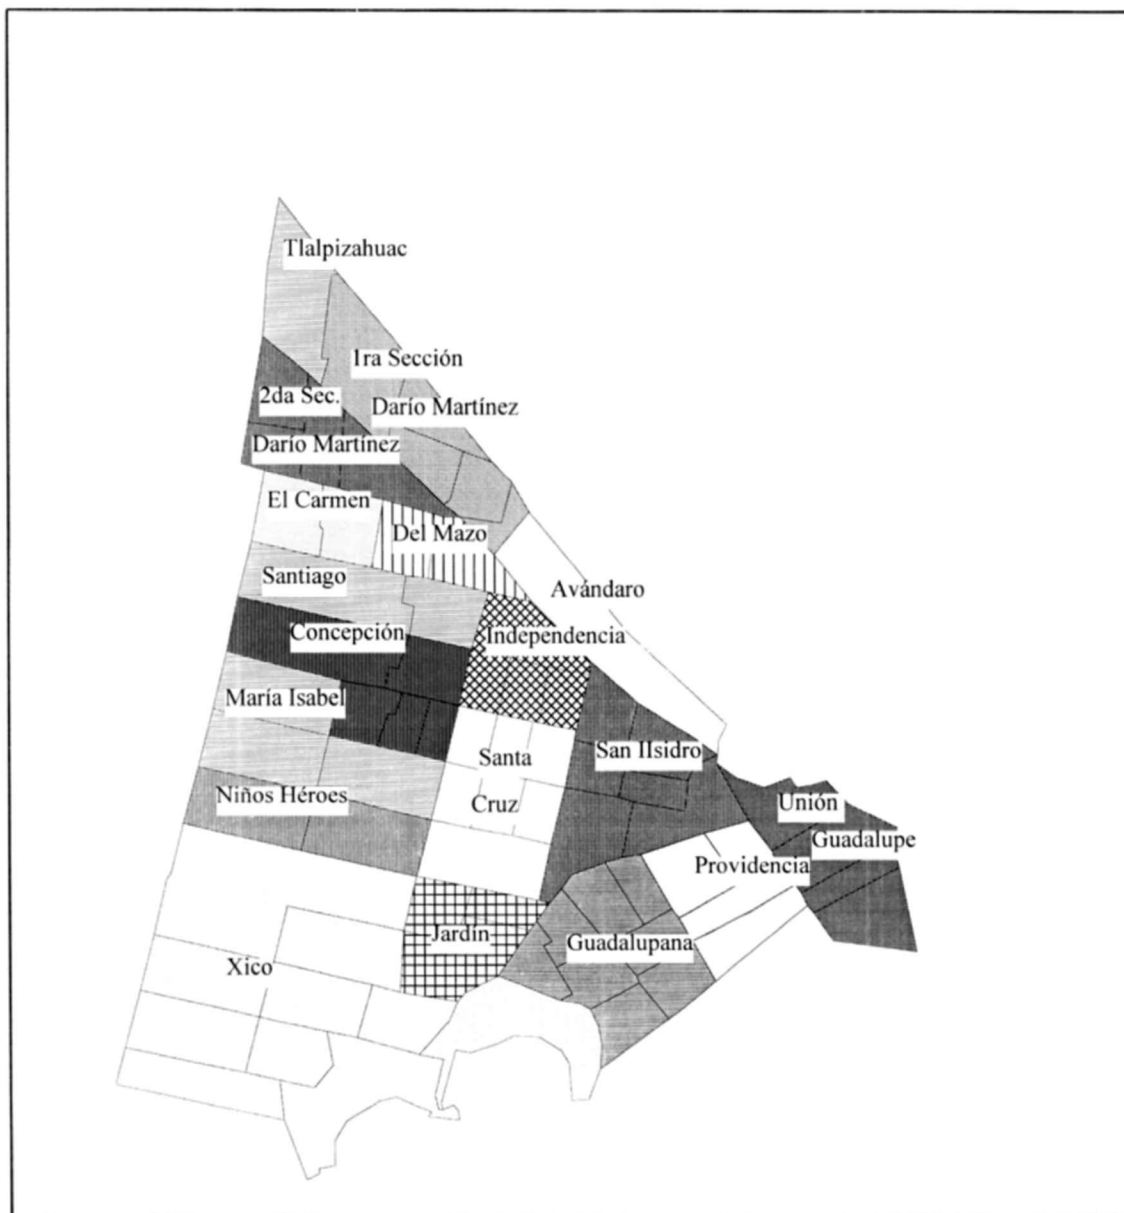 Tlalpizahuac
1ra Sección
2da Sec.
Darío Martínez
Darío Martínez
El Carmen
Del Mazo
Santiago
Avándaro
Concepción
Independencia
María Isabel
Santa
San IIsidro
Cruz
Niños Héroes
Unión
Guadalupe
Providencia
Jardín
Guadalupana
Xico